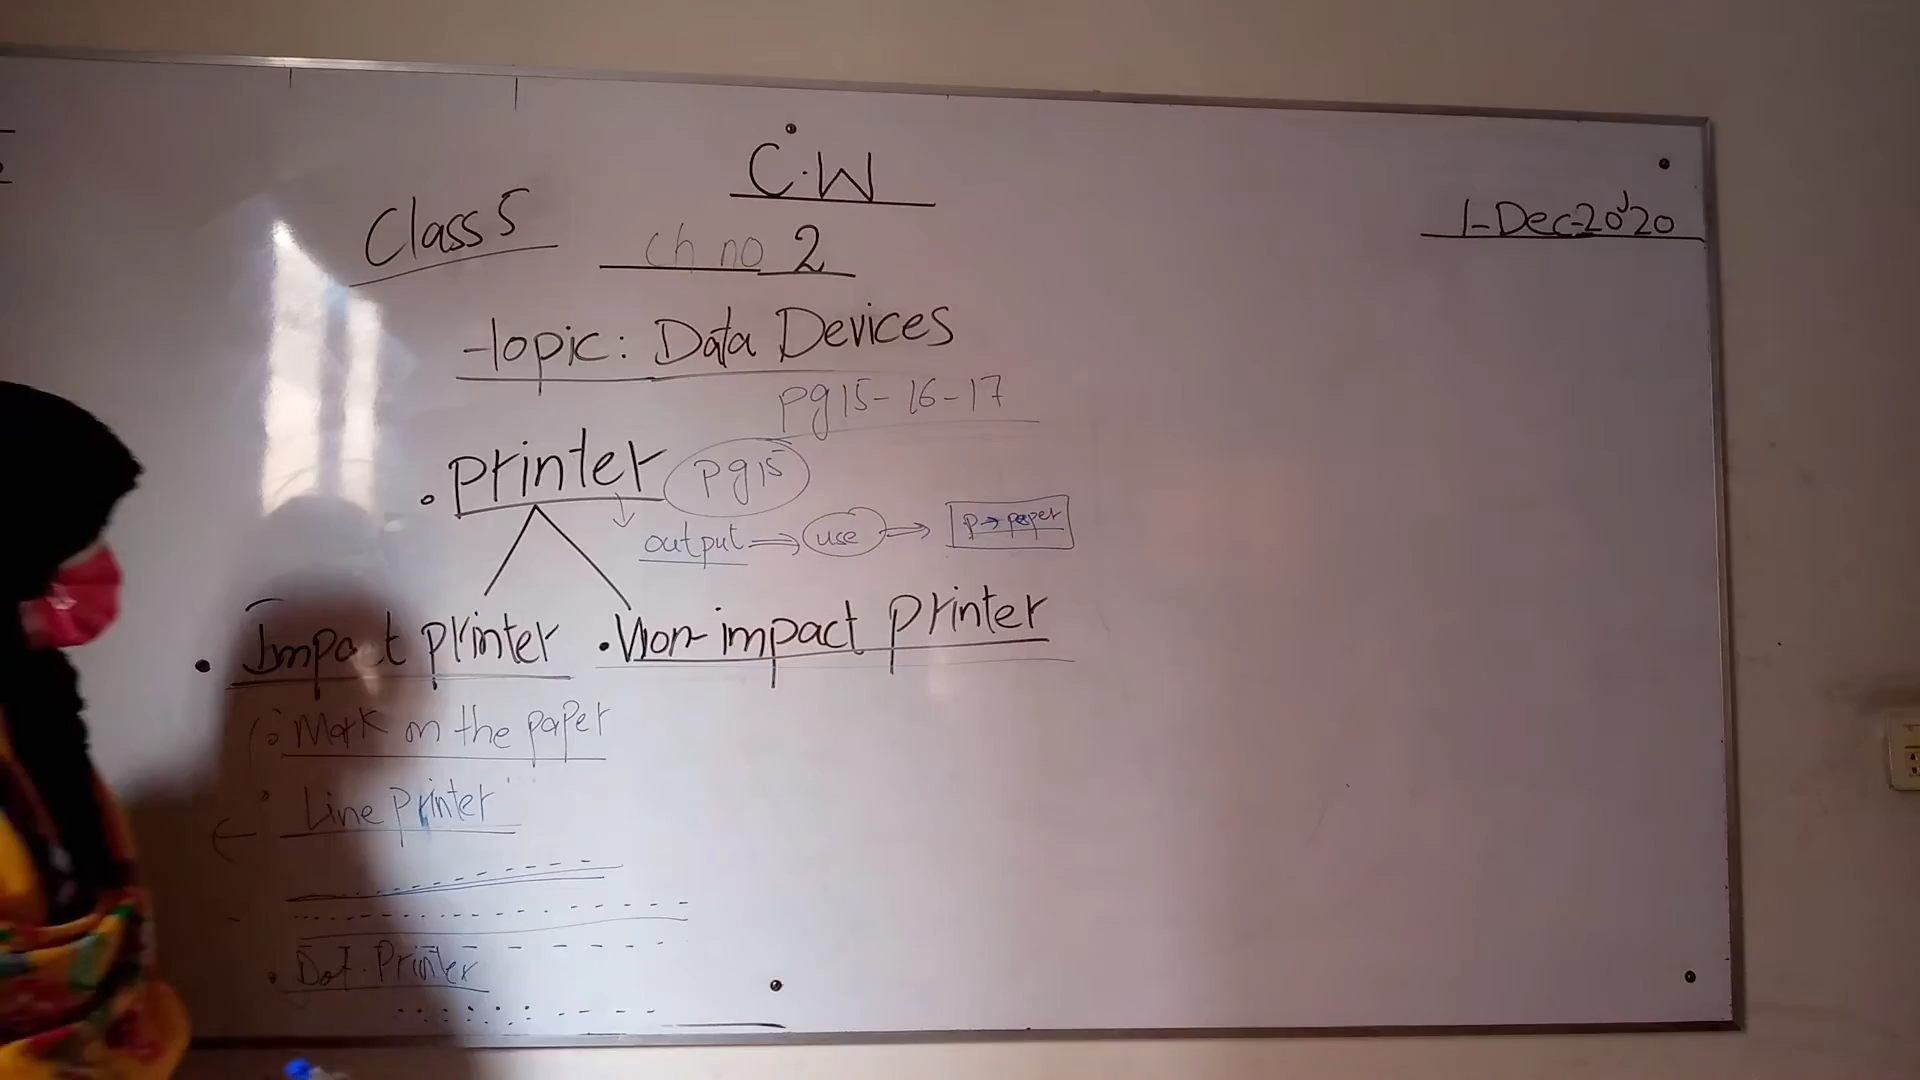 C.W
Class 5
1-Dec-2020
ch no 2
Topic: Data Devices
pg 15-16-17
. printer pg 15
output ⇒ use ⇒ p → paper
. Impact printer . Non-impact printer
Mark on the paper
Line Printer
. Dot. Printer